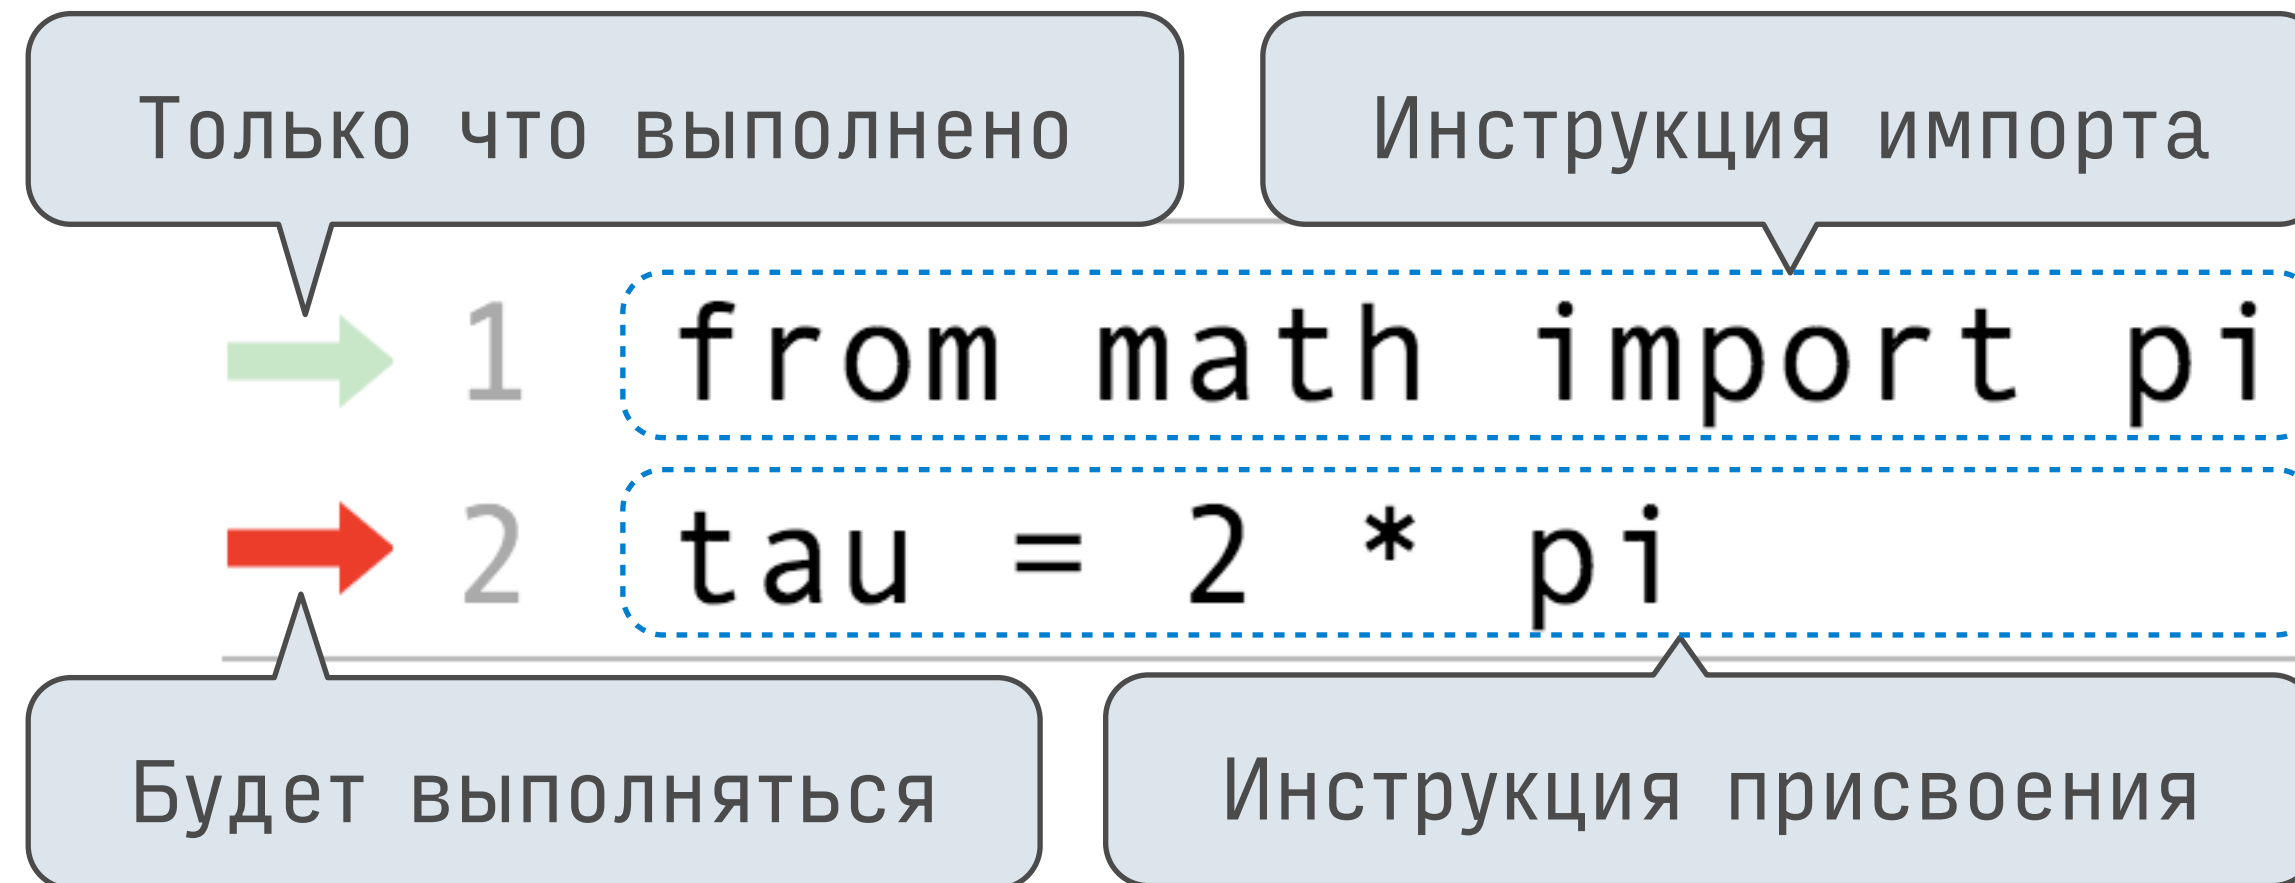 Только что выполнено
Инструкция импорта
1 from math import pi
2 tau = 2 * pi
Будет выполняться
Инструкция присвоения